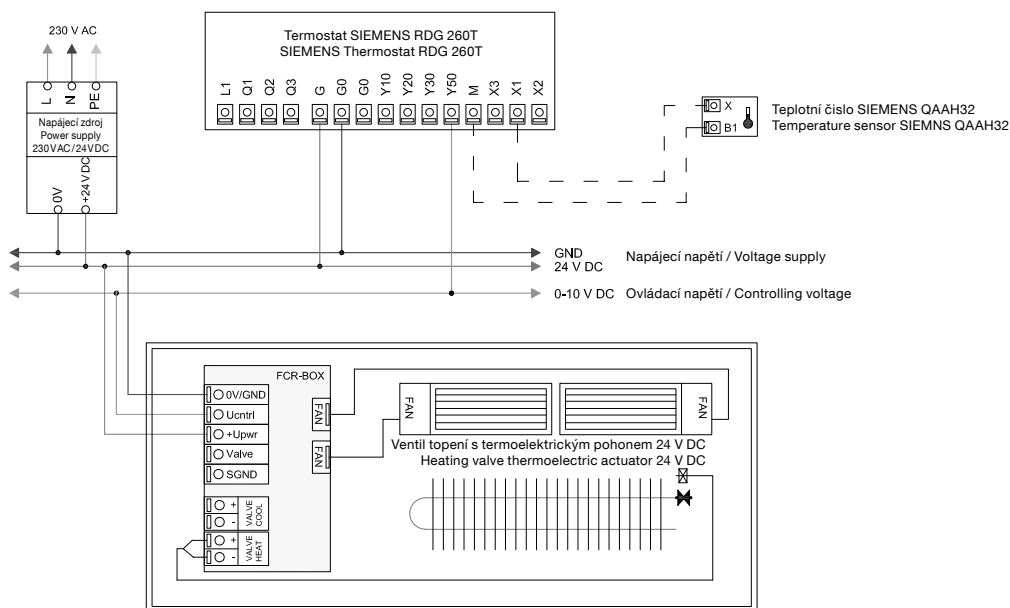 230 V AC
L
N
PE
Napájecí zdroj
Power supply
230VAC/24VDC
0V
+24 V DC
Termostat SIEMENS RDG 260T
SIEMENS Thermostat RDG 260T
L1
Q1
Q2
Q3
G
G0
G0
Y10
Y20
Y30
Y50
M
X3
X1
X2
X
B1
Teplotní čislo SIEMENS QAAH32
Temperature sensor SIEMNS QAAH32
GND
24 V DC
Napájecí napětí / Voltage supply
0-10 V DC Ovládací napětí / Controlling voltage
FCR-BOX
0V/GND
Ucntrl
+Upwr
Valve
SGND
+
-
VALVE
COOL
+
-
VALVE
HEAT
FAN
FAN
FAN
FAN
Ventil topení s termoelektrickým pohonem 24 V DC
Heating valve thermoelectric actuator 24 V DC